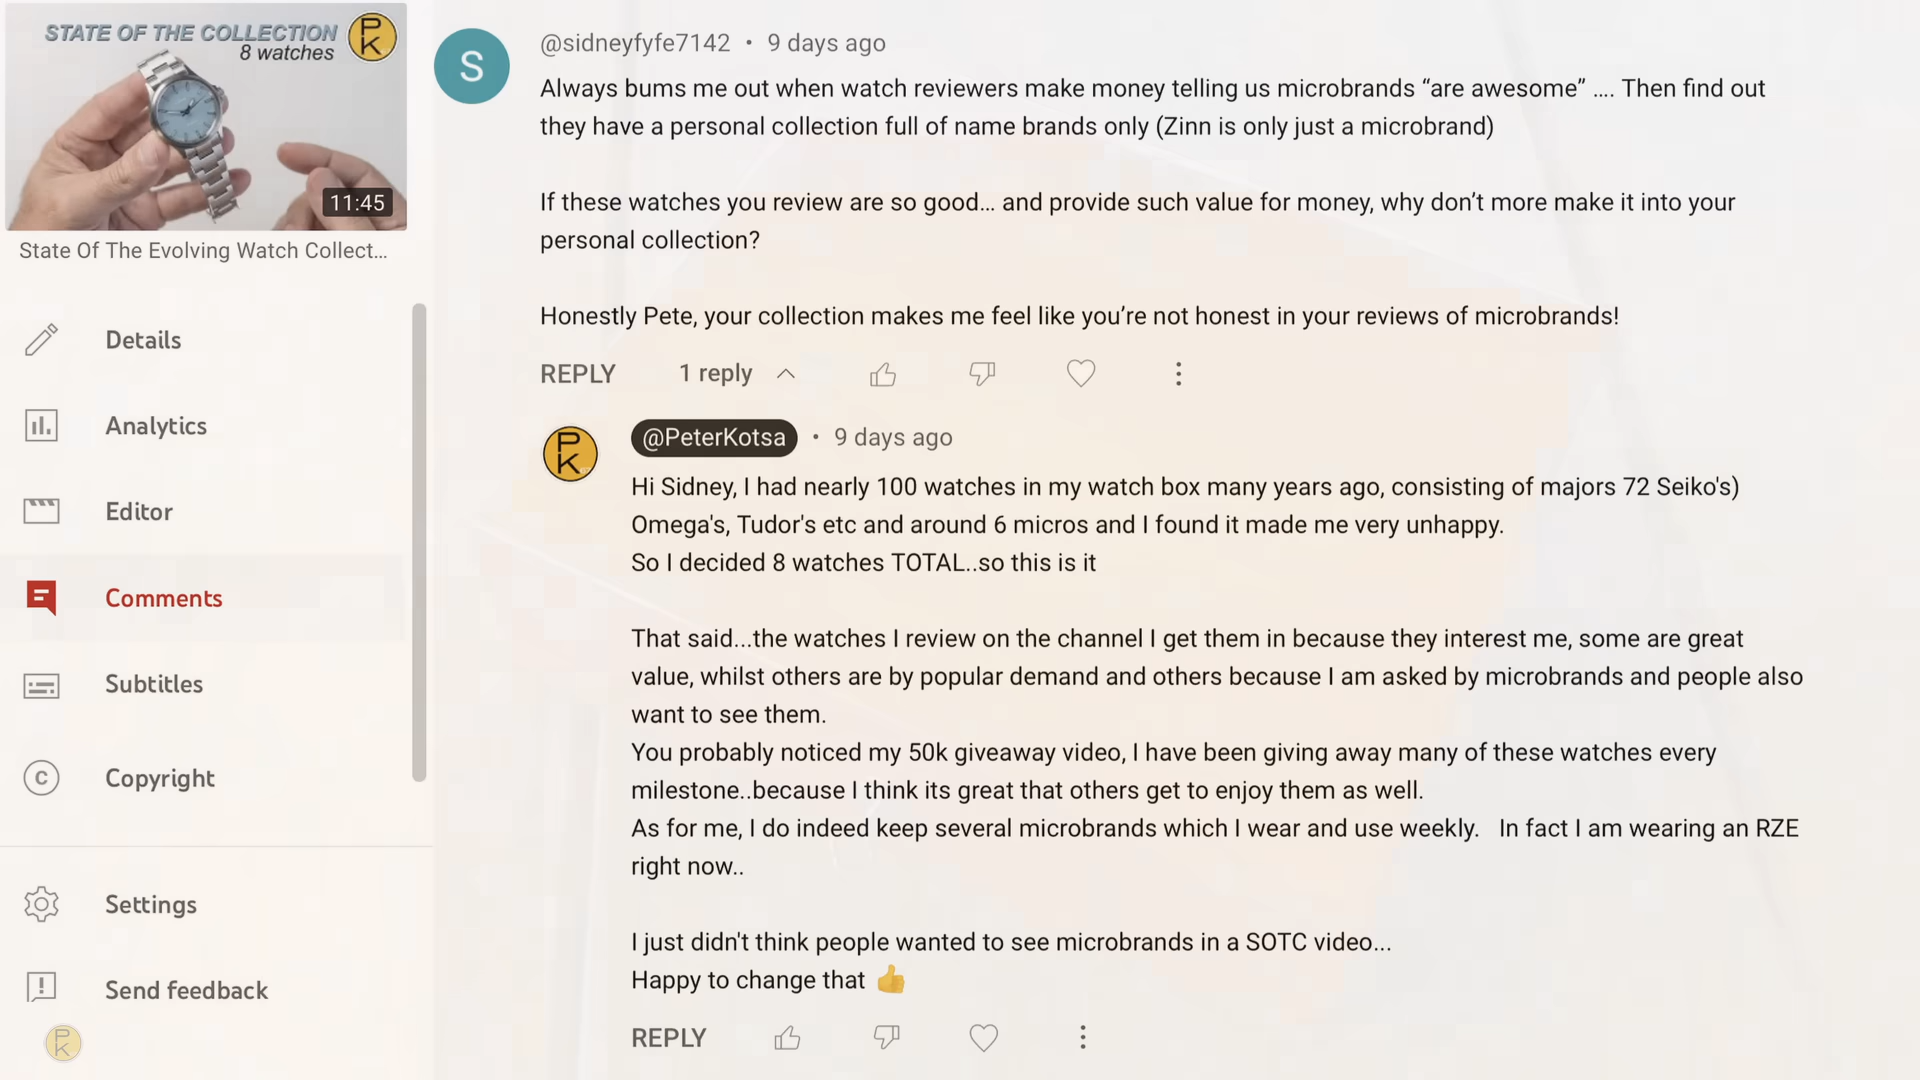 STATE OF THE COLLECTION
8 watches
PK
11:45
State Of The Evolving Watch Collect...
Details
Analytics
Editor
Comments
Subtitles
C
Copyright
Settings
Send feedback
PK
S
@sidneyfyfe7142 • 9 days ago
Always bums me out when watch reviewers make money telling us microbrands “are awesome” .... Then find out
they have a personal collection full of name brands only (Zinn is only just a microbrand)
If these watches you review are so good... and provide such value for money, why don’t more make it into your
personal collection?
Honestly Pete, your collection makes me feel like you’re not honest in your reviews of microbrands!
REPLY 1 reply
PK
@PeterKotsa • 9 days ago
Hi Sidney, I had nearly 100 watches in my watch box many years ago, consisting of majors 72 Seiko's)
Omega's, Tudor's etc and around 6 micros and I found it made me very unhappy.
So I decided 8 watches TOTAL..so this is it
That said...the watches I review on the channel I get them in because they interest me, some are great
value, whilst others are by popular demand and others because I am asked by microbrands and people also
want to see them.
You probably noticed my 50k giveaway video, I have been giving away many of these watches every
milestone..because I think its great that others get to enjoy them as well.
As for me, I do indeed keep several microbrands which I wear and use weekly. In fact I am wearing an RZE
right now..
I just didn't think people wanted to see microbrands in a SOTC video...
Happy to change that 👍
REPLY